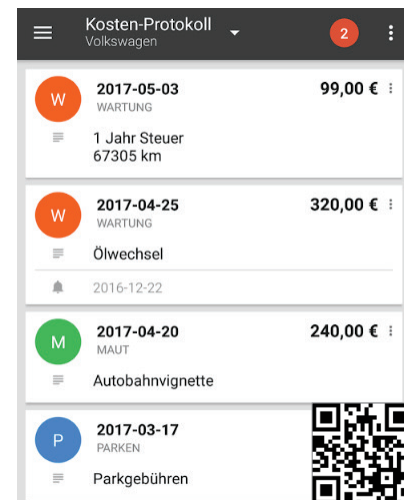 Kosten-Protokoll
Volkswagen
2
W
2017-05-03
99,00 €
WARTUNG
1 Jahr Steuer
67305 km
W
2017-04-25
320,00 €
WARTUNG
Ölwechsel
2016-12-22
M
2017-04-20
240,00 €
MAUT
Autobahnvignette
P
2017-03-17
PARKEN
Parkgebühren